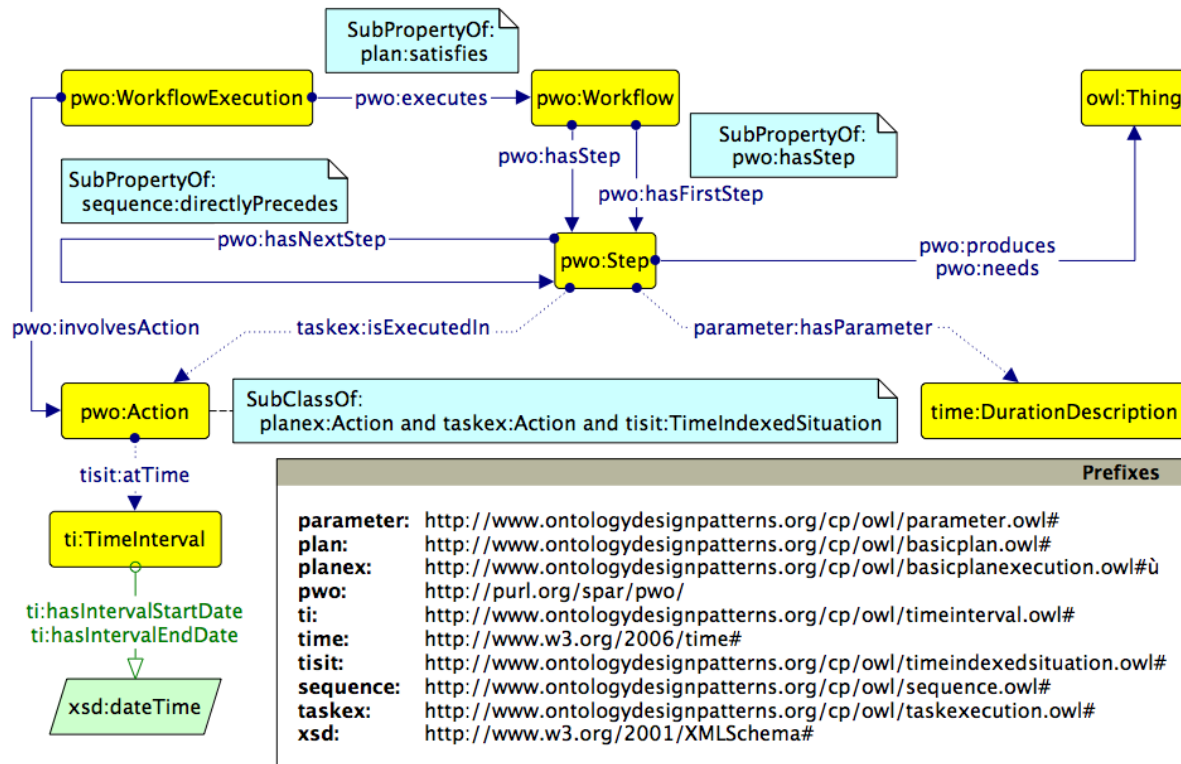 SubPropertyOf:
plan:satisfies
pwo:WorkflowExecution
pwo:executes
pwo:Workflow
owl:Thing
SubPropertyOf:
pwo:hasStep
pwo:hasStep
pwo:hasFirstStep
SubPropertyOf:
sequence:directlyPrecedes
pwo:hasNextStep
pwo:Step
pwo:produces
pwo:needs
pwo:involvesAction
taskex:isExecutedIn
parameter:hasParameter
pwo:Action
SubClassOf:
planex:Action and taskex:Action and tisit:TimeIndexedSituation
time:DurationDescription
tisit:atTime
ti:TimeInterval
ti:hasIntervalStartDate
ti:hasIntervalEndDate
xsd:dateTime
Prefixes
parameter: http://www.ontologydesignpatterns.org/cp/owl/parameter.owl#
plan: http://www.ontologydesignpatterns.org/cp/owl/basicplan.owl#
planex: http://www.ontologydesignpatterns.org/cp/owl/basicplanexecution.owl#ù
pwo: http://purl.org/spar/pwo/
ti: http://www.ontologydesignpatterns.org/cp/owl/timeinterval.owl#
time: http://www.w3.org/2006/time#
tisit: http://www.ontologydesignpatterns.org/cp/owl/timeindexedsituation.owl#
sequence: http://www.ontologydesignpatterns.org/cp/owl/sequence.owl#
taskex: http://www.ontologydesignpatterns.org/cp/owl/taskexecution.owl#
xsd: http://www.w3.org/2001/XMLSchema#